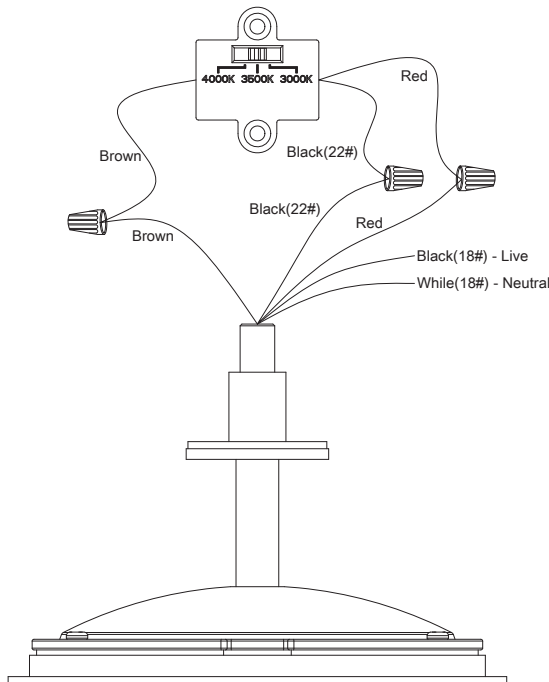 4000K 3500K 3000K
Red
Brown
Black(22#)
Black(22#)
Brown
Red
Black(18#) - Live
While(18#) - Neutral